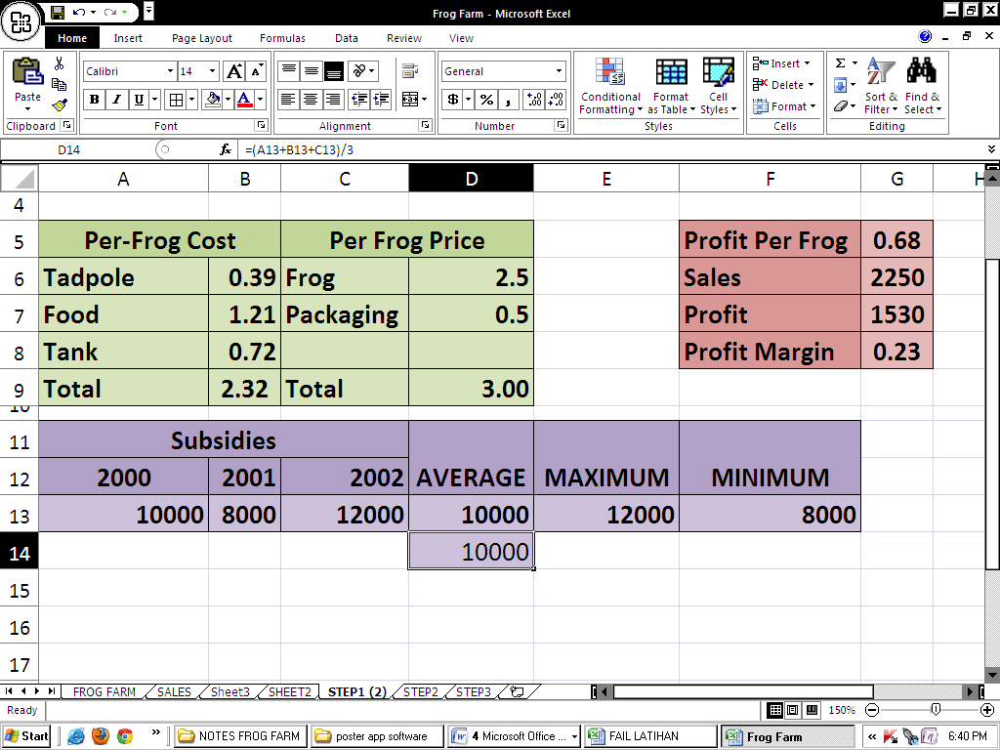 Frog Farm - Microsoft Excel
Home Insert Page Layout Formulas Data Review View
Paste
Calibri 14 A A
B I U A
General
$ % ,
Conditional Formatting
Format as Table
Cell Styles
Insert
Delete
Format
Σ
Sort & Filter
Find & Select
Clipboard Font Alignment Number Styles Cells Editing
D14 fx =(A13+B13+C13)/3
A B C D E F G H
4
5 Per-Frog Cost Per Frog Price Profit Per Frog 0.68
6 Tadpole 0.39 Frog 2.5 Sales 2250
7 Food 1.21 Packaging 0.5 Profit 1530
8 Tank 0.72 Profit Margin 0.23
9 Total 2.32 Total 3.00
10
11 Subsidies
12 2000 2001 2002 AVERAGE MAXIMUM MINIMUM
13 10000 8000 12000 10000 12000 8000
14 10000
15
16
17
FROG FARM SALES Sheet3 SHEET2 STEP1 (2) STEP2 STEP3
Ready 150%
Start NOTES FROG FARM poster app software 4 Microsoft Office ... FAIL LATIHAN Frog Farm 6:40 PM